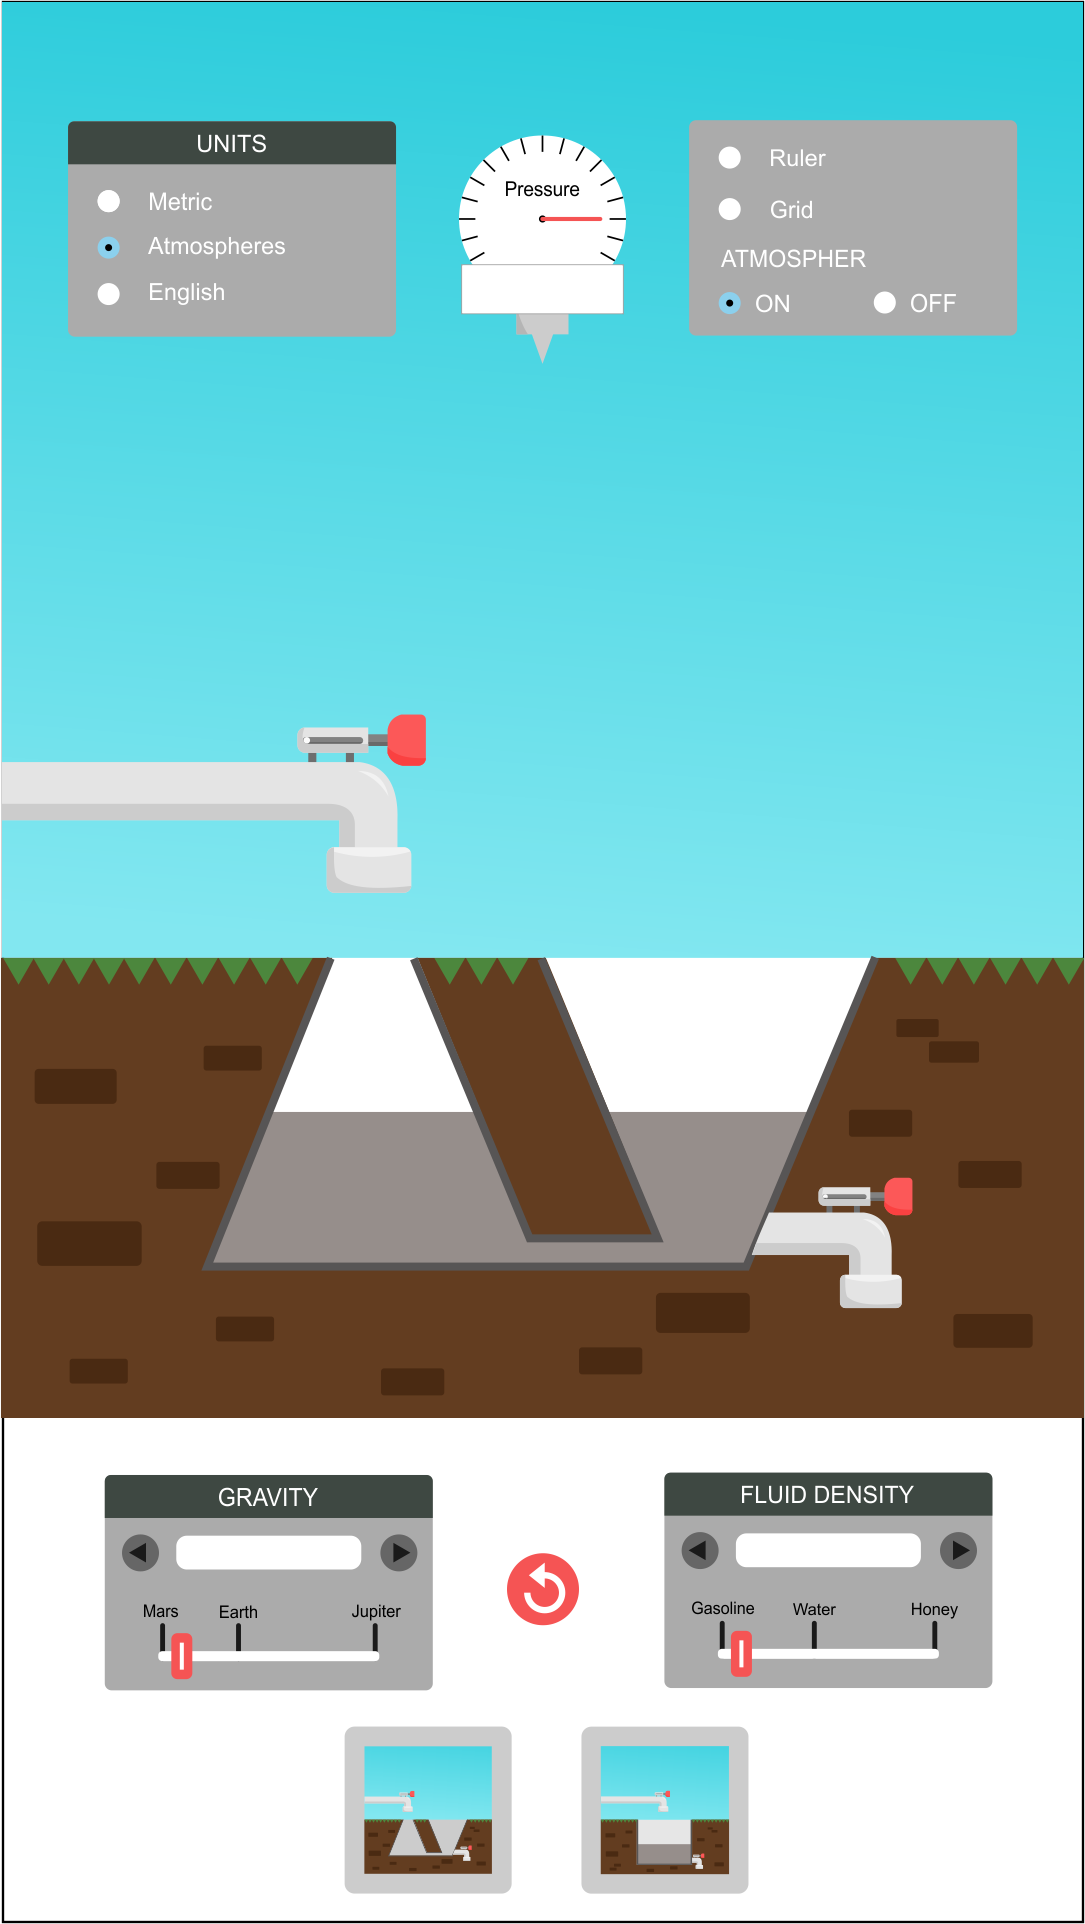 UNITS
Metric
Atmospheres
English
Pressure
Ruler
Grid
ATMOSPHER
ON OFF
GRAVITY
Mars Earth Jupiter
FLUID DENSITY
Gasoline Water Honey